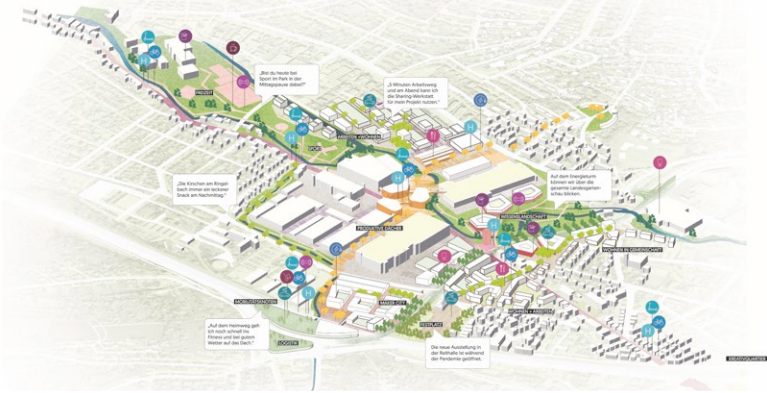 FREIZEIT
„Bist du heute bei
Sport im Park in der
Mittagspause dabei?“
„5 Minuten Arbeitsweg
und am Abend kann ich
die Sharing-Werkstatt
für mein Projekt nutzen.“
ARBEITEN +WOHNEN
SPORT
„Die Kirschen am Ringel-
bach immer ein leckerer
Snack am Nachmittag.“
Auf dem Energieturm
können wir über die
gesamte Landesgarten-
schau blicken.
WISSENSLANDSCHAFT
PRODUKTIVE DÄCHER
WOHNEN IN GEMEINSCHAFT
MOBILITÄTSKNOTEN
MAKER CITY
WOHNEN + ARBEITEN
FESTPLATZ
„Auf dem Heimweg geh
ich noch schnell ins
Fitness und bei gutem
Wetter auf das Dach.“
LOGISTIK
Die neue Ausstellung in
der Reithalle ist während
der Pandemie geöffnet.
KREATIVQUARTIER
H
H
H
H
H
H
H
H